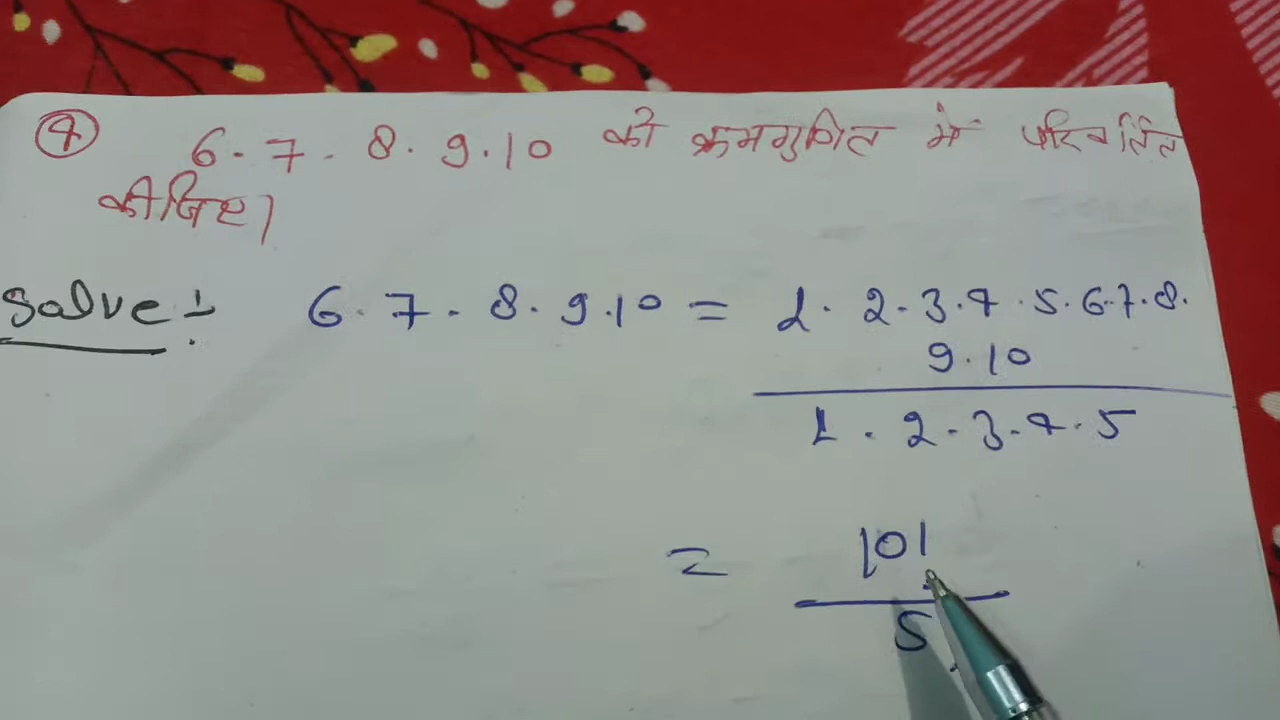 ④ 6. 7. 8. 9. 10 को क्रमगुणित में परिवर्तित
कीजिए।
Solve :- 6. 7. 8. 9. 10 = 1. 2. 3. 4. 5. 6. 7. 8.
9. 10
1. 2. 3. 4. 5
= 10!
5